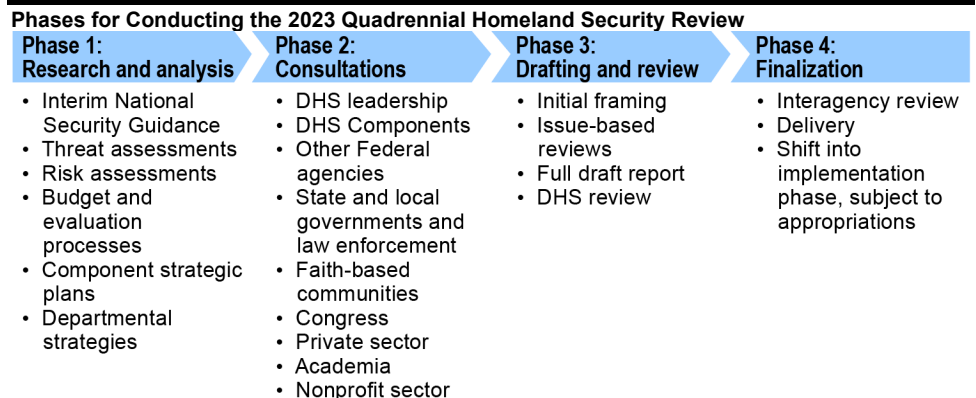 Phases for Conducting the 2023 Quadrennial Homeland Security Review
Phase 1:
Research and analysis
• Interim National
Security Guidance
• Threat assessments
• Risk assessments
• Budget and
evaluation
processes
• Component strategic
plans
• Departmental
strategies
Phase 2:
Consultations
• DHS leadership
• DHS Components
• Other Federal
agencies
• State and local
governments and
law enforcement
• Faith-based
communities
• Congress
• Private sector
• Academia
• Nonprofit sector
Phase 3:
Drafting and review
• Initial framing
• Issue-based
reviews
• Full draft report
• DHS review
Phase 4:
Finalization
• Interagency review
• Delivery
• Shift into
implementation
phase, subject to
appropriations